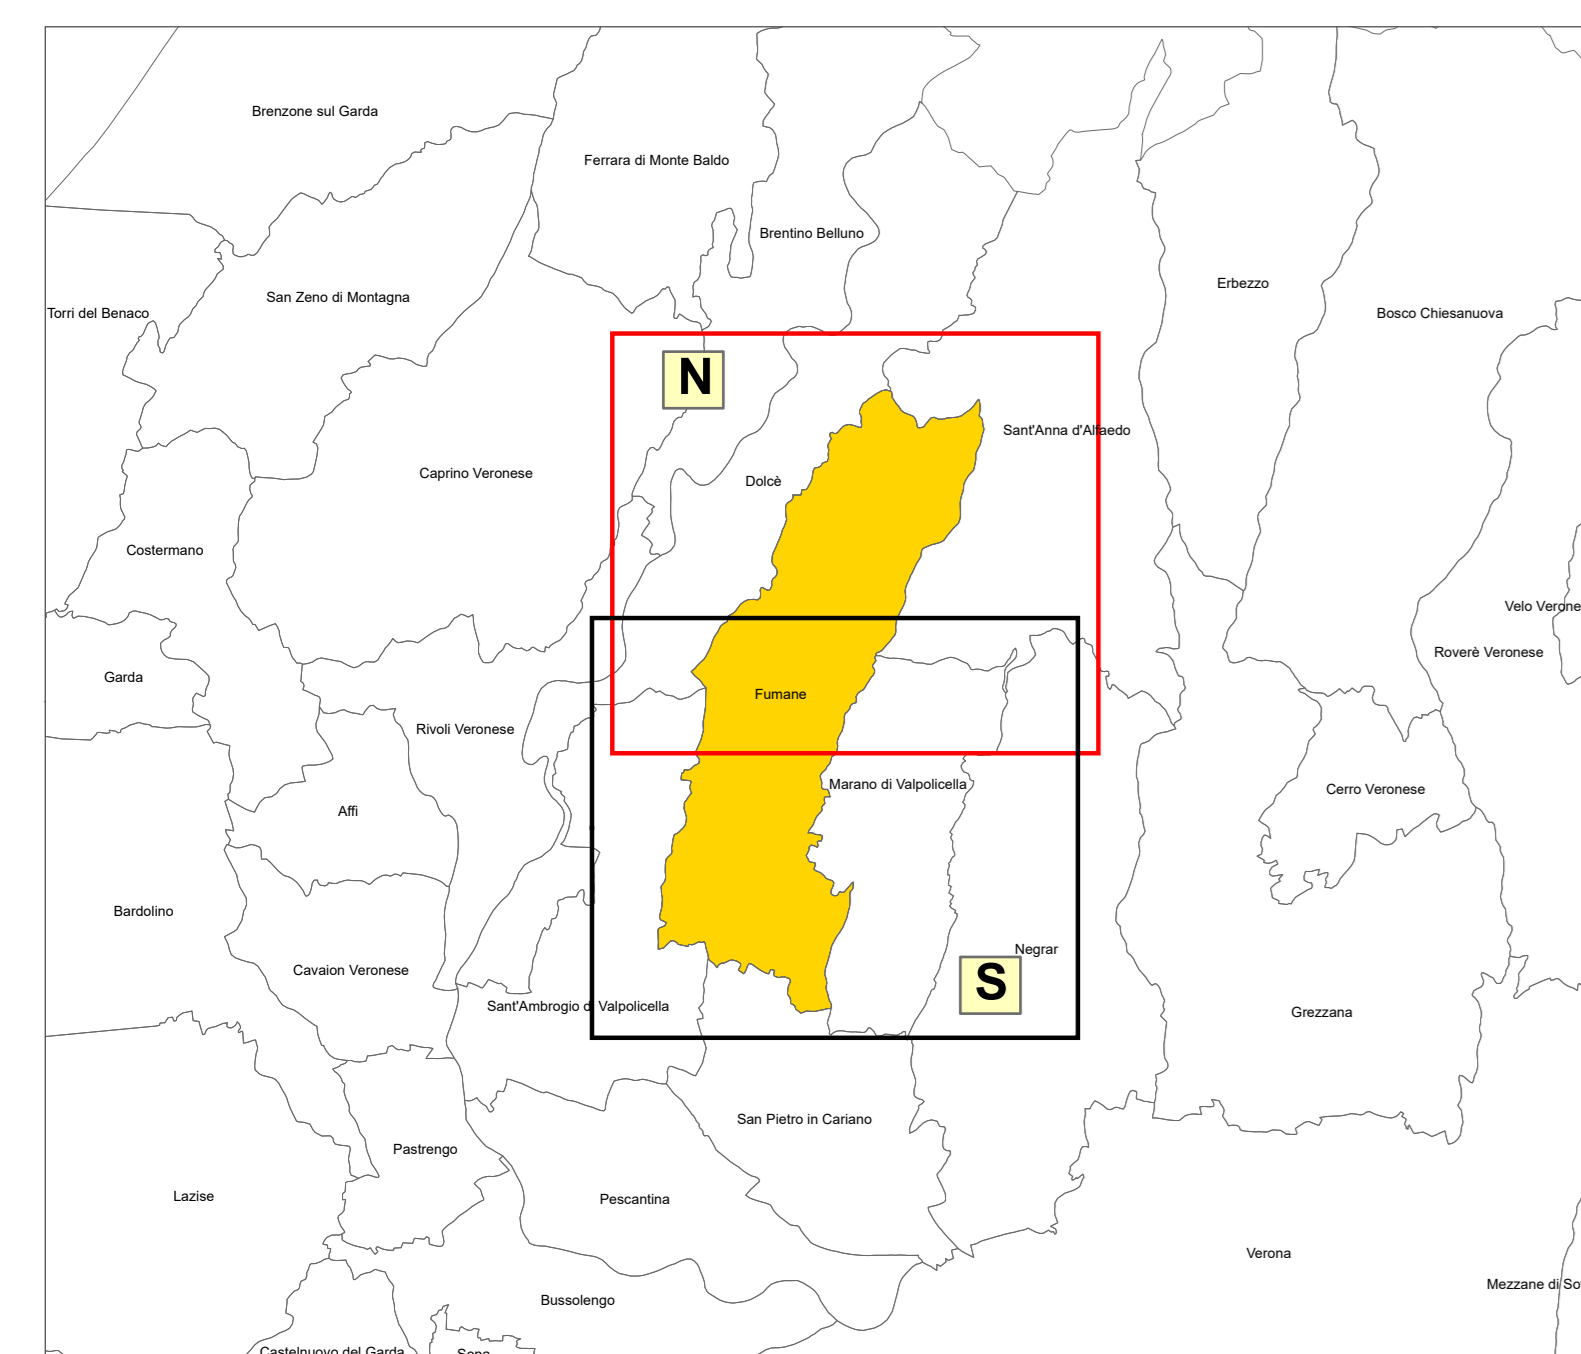 Brenzone sul Garda
Ferrara di Monte Baldo
Brentino Belluno
Erbezzo
San Zeno di Montagna
Torri del Benaco
Bosco Chiesanuova
N
Sant'Anna d'Alfaedo
Caprino Veronese
Dolcè
Costermano
Velo Verone
Roverè Veronese
Garda
Fumane
Rivoli Veronese
Marano di Valpolicella
Cerro Veronese
Affi
Bardolino
Negrar
Cavaion Veronese
S
Sant'Ambrogio di Valpolicella
Grezzana
San Pietro in Cariano
Pastrengo
Lazise
Pescantina
Verona
Mezzane di So
Bussolengo
Castelnuovo del Garda
Sona